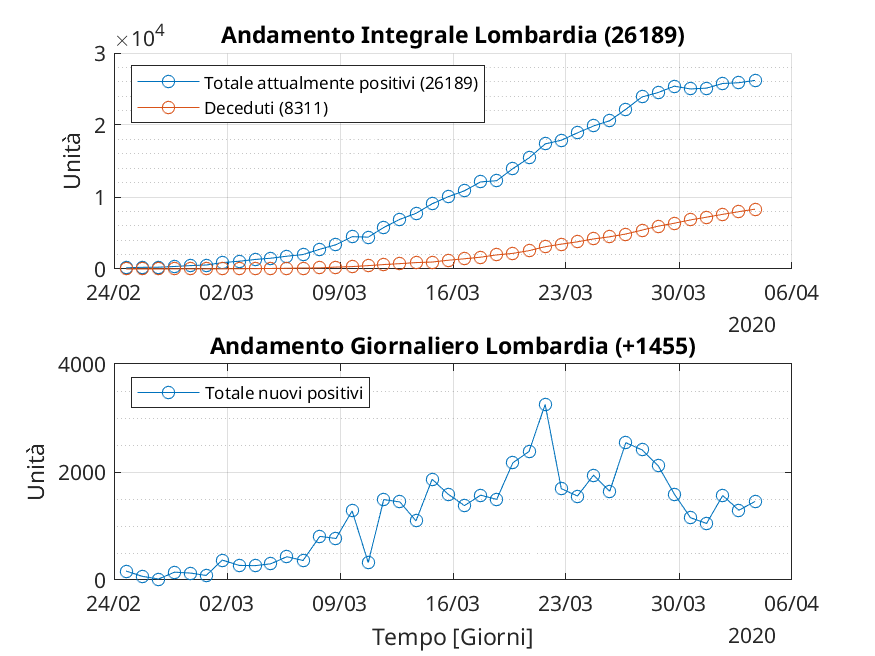 Andamento Integrale Lombardia (26189)
×10⁴
3
2
1
0
Unità
Totale attualmente positivi (26189)
Deceduti (8311)
24/02 02/03 09/03 16/03 23/03 30/03 06/04
2020
Andamento Giornaliero Lombardia (+1455)
4000
2000
0
Unità
Totale nuovi positivi
24/02 02/03 09/03 16/03 23/03 30/03 06/04
Tempo [Giorni]
2020